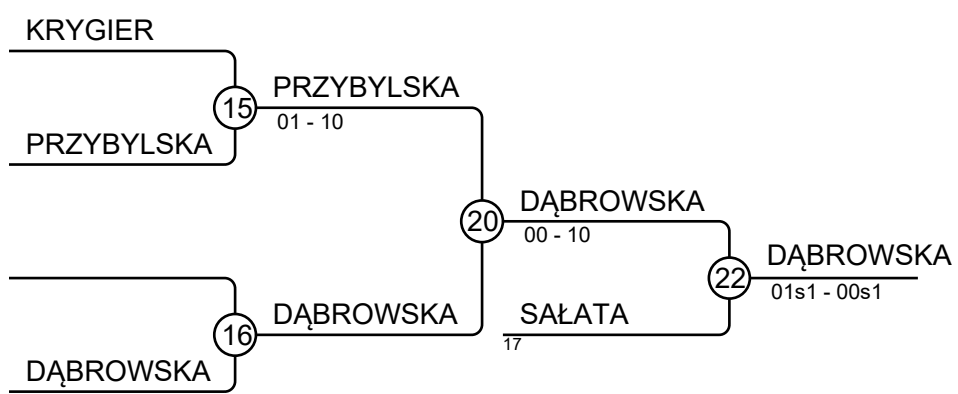 KRYGIER
15
PRZYBYLSKA
01 - 10
PRZYBYLSKA
20
DĄBROWSKA
00 - 10
22
DĄBROWSKA
01s1 - 00s1
16
DĄBROWSKA
SAŁATA
17
DĄBROWSKA